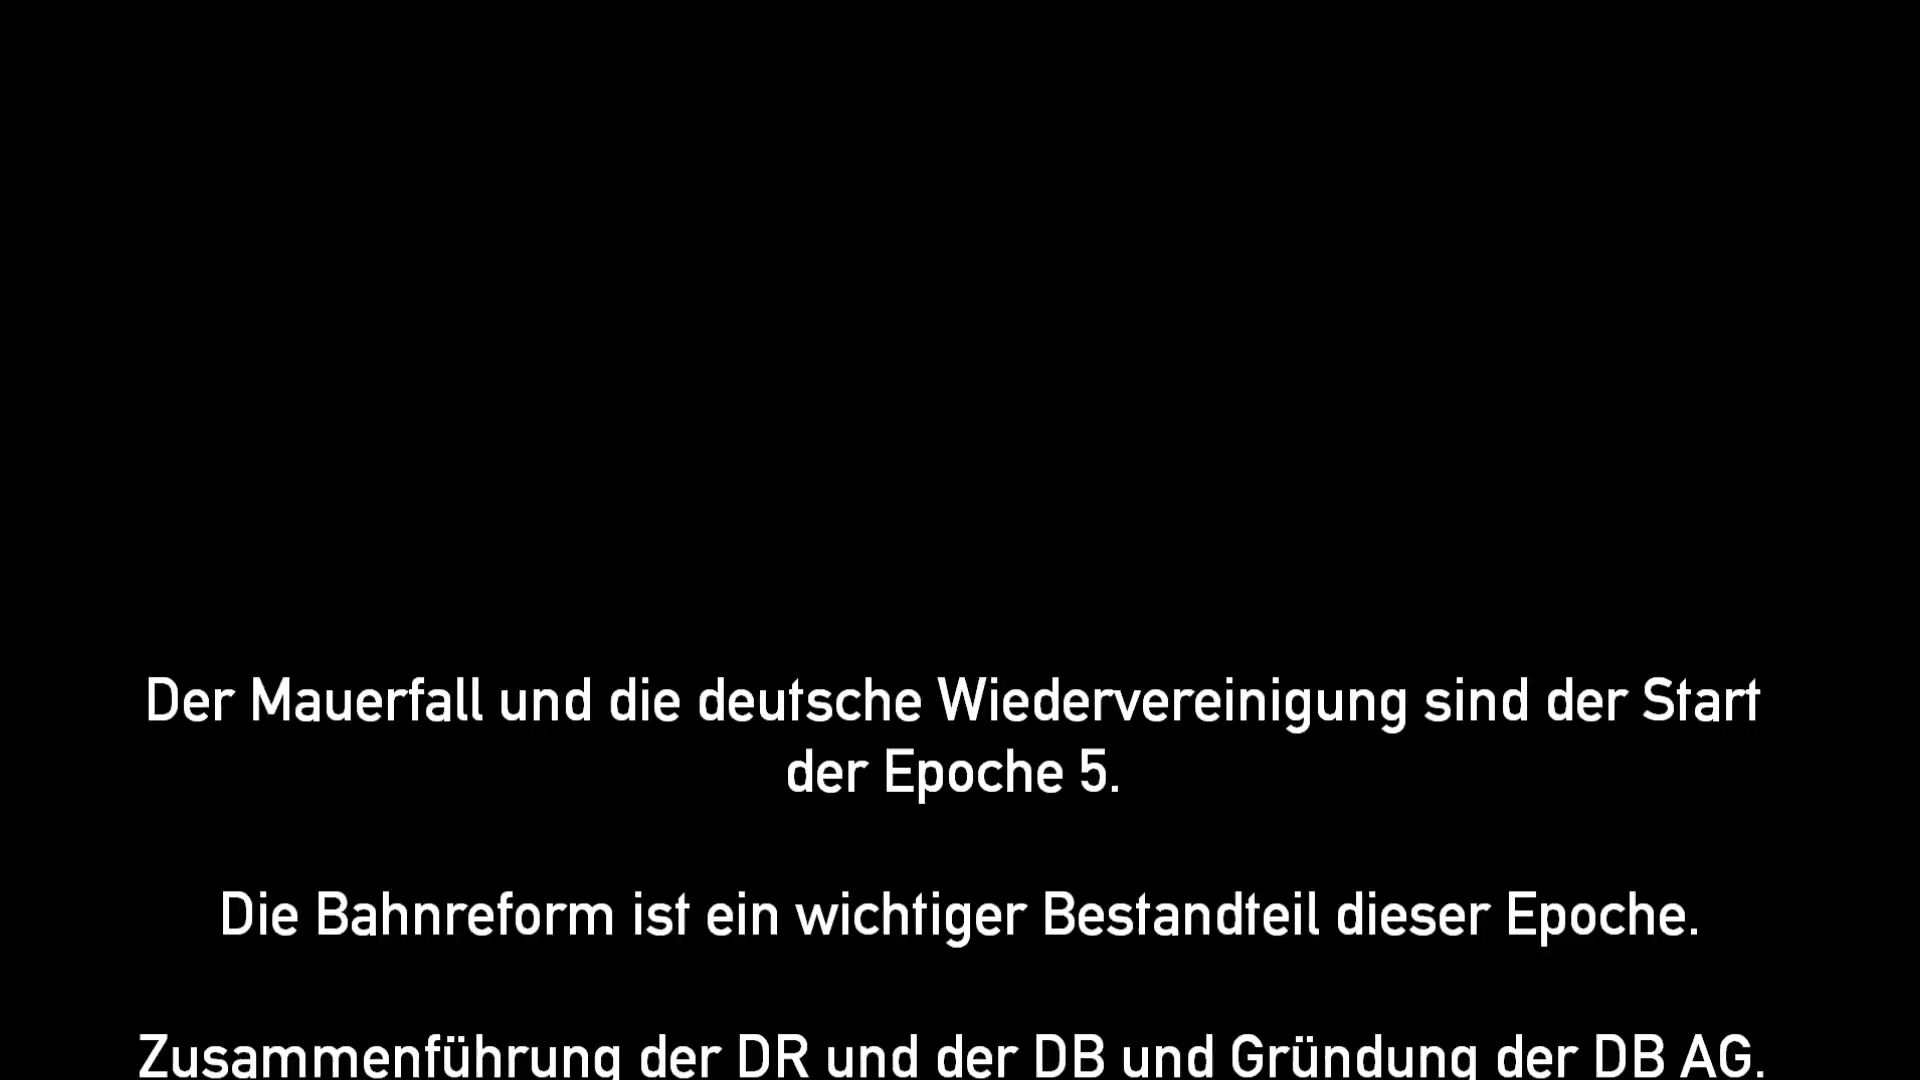 Der Mauerfall und die deutsche Wiedervereinigung sind der Start
der Epoche 5.
Die Bahnreform ist ein wichtiger Bestandteil dieser Epoche.
Zusammenführung der DR und der DB und Gründung der DB AG.